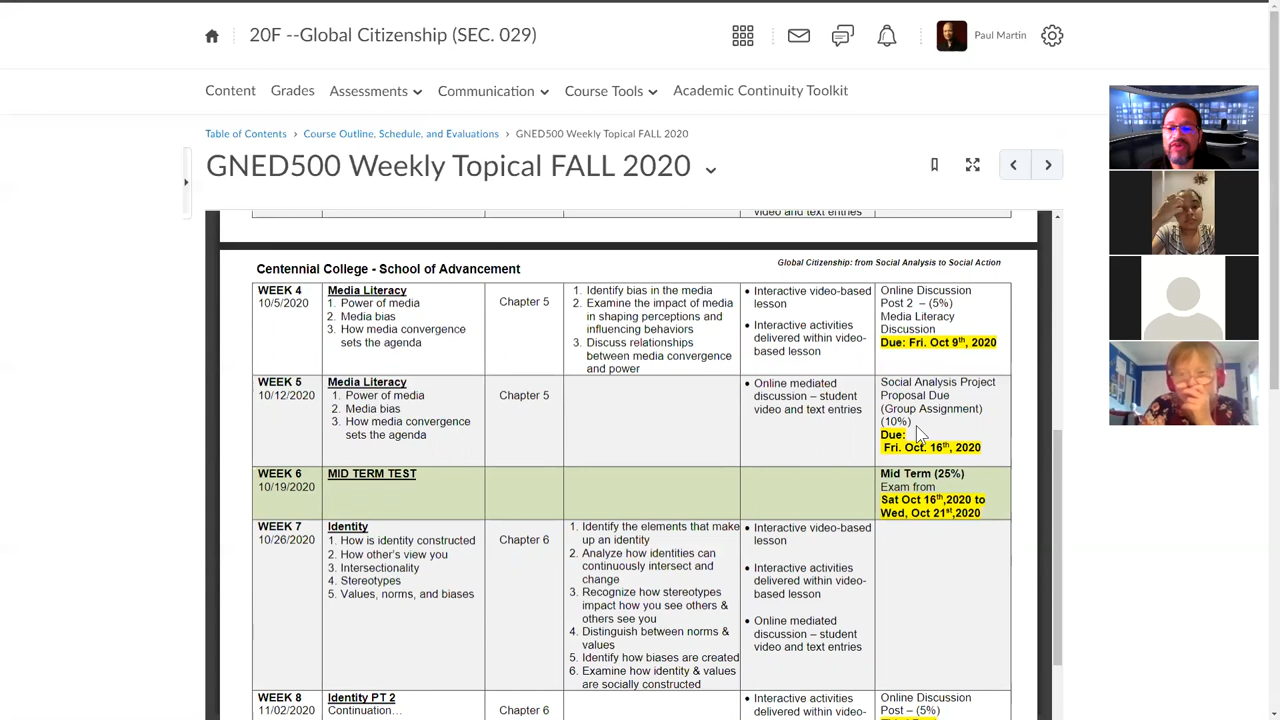 20F --Global Citizenship (SEC. 029)
Paul Martin
Content Grades Assessments Communication Course Tools Academic Continuity Toolkit
Table of Contents > Course Outline, Schedule, and Evaluations > GNED500 Weekly Topical FALL 2020
GNED500 Weekly Topical FALL 2020
video and text entries
Centennial College - School of Advancement
Global Citizenship: from Social Analysis to Social Action
WEEK 4
10/5/2020
Media Literacy
1. Power of media
2. Media bias
3. How media convergence
sets the agenda
Chapter 5
1. Identify bias in the media
2. Examine the impact of media
in shaping perceptions and
influencing behaviors
3. Discuss relationships
between media convergence
and power
• Interactive video-based
lesson
• Interactive activities
delivered within video-
based lesson
Online Discussion
Post 2 – (5%)
Media Literacy
Discussion
Due: Fri. Oct 9th, 2020
WEEK 5
10/12/2020
Media Literacy
1. Power of media
2. Media bias
3. How media convergence
sets the agenda
Chapter 5
• Online mediated
discussion – student
video and text entries
Social Analysis Project
Proposal Due
(Group Assignment)
(10%)
Due:
Fri. Oct. 16th, 2020
WEEK 6
10/19/2020
MID TERM TEST
Mid Term (25%)
Exam from
Sat Oct 16th,2020 to
Wed, Oct 21st,2020
WEEK 7
10/26/2020
Identity
1. How is identity constructed
2. How other's view you
3. Intersectionality
4. Stereotypes
5. Values, norms, and biases
Chapter 6
1. Identify the elements that make
up an identity
2. Analyze how identities can
continuously intersect and
change
3. Recognize how stereotypes
impact how you see others &
others see you
4. Distinguish between norms &
values
5. Identify how biases are created
6. Examine how identity & values
are socially constructed
• Interactive video-based
lesson
• Interactive activities
delivered within video-
based lesson
• Online mediated
discussion – student
video and text entries
WEEK 8
11/02/2020
Identity PT 2
Continuation…
Chapter 6
• Interactive activities
delivered within video-
Online Discussion
Post – (5%)